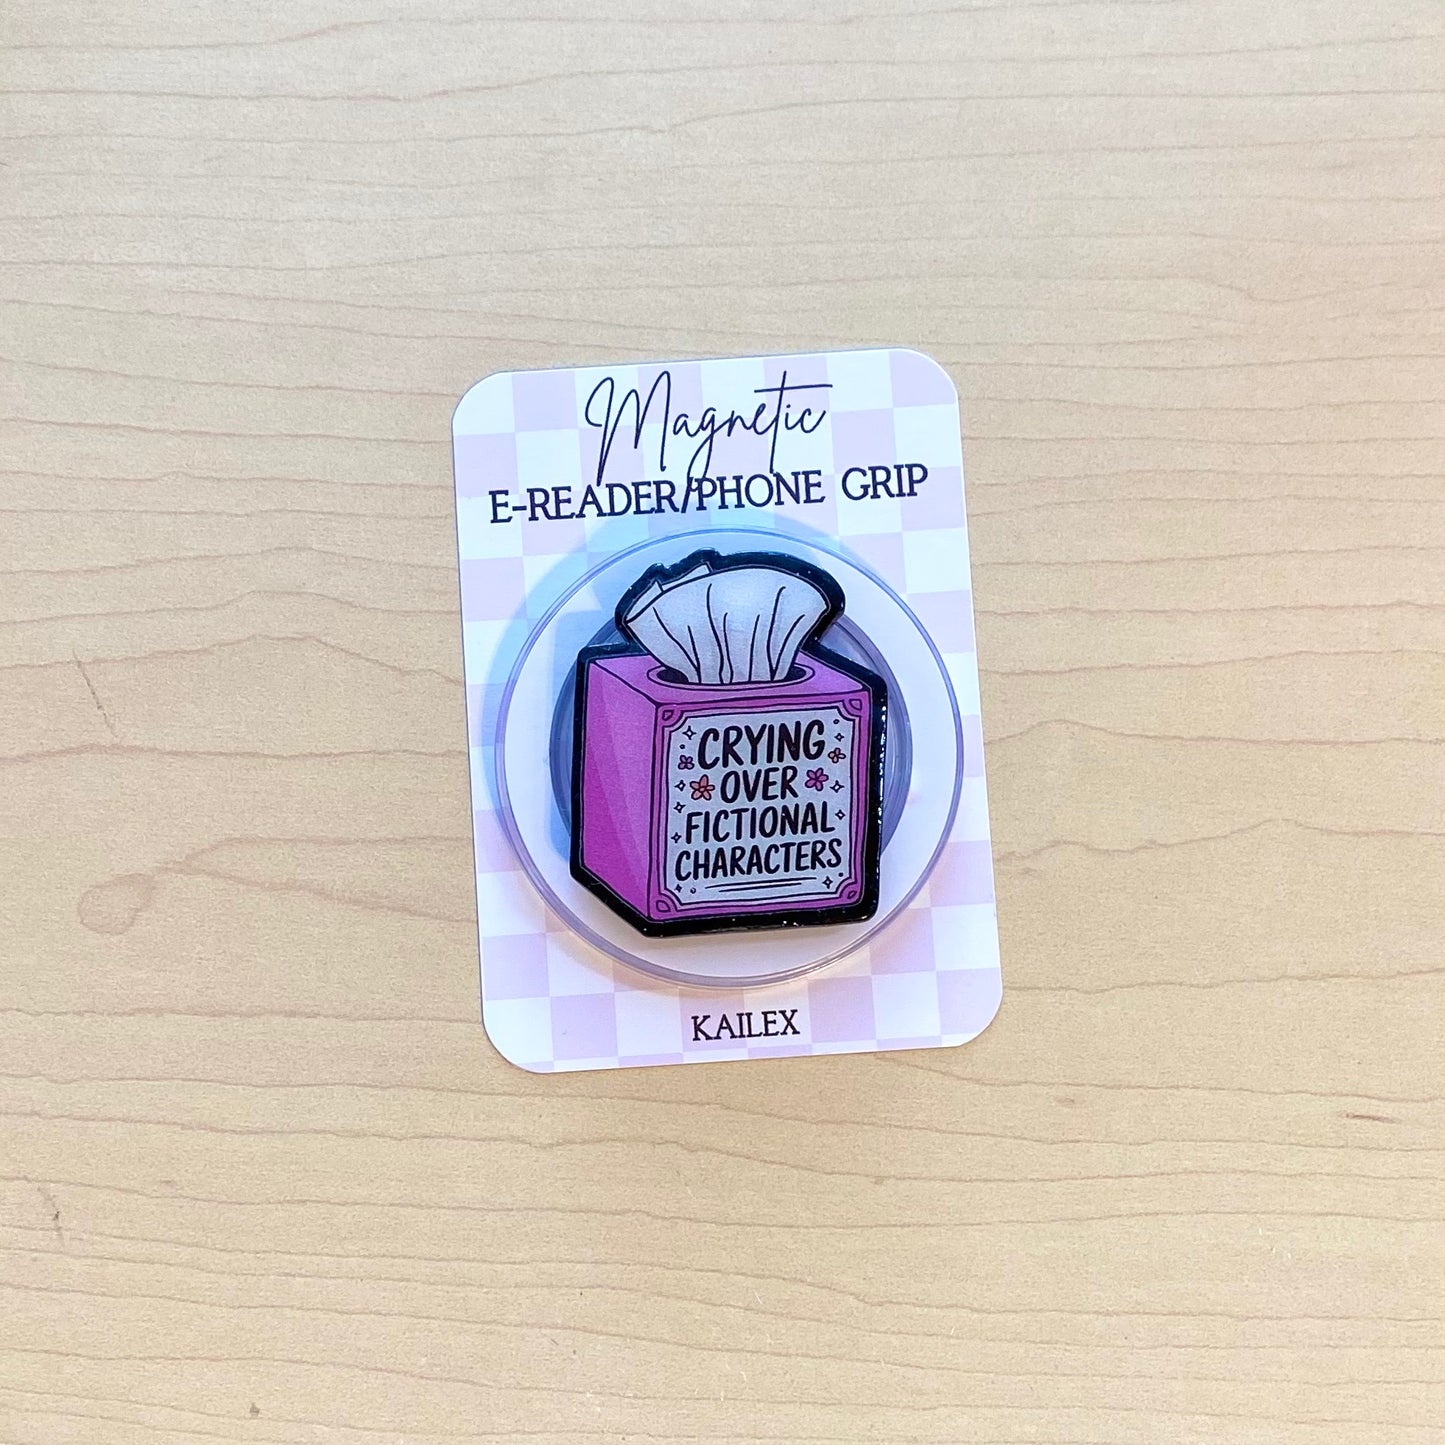 Magnetic
E-READER/PHONE GRIP
CRYING
OVER
FICTIONAL
CHARACTERS
KAILEX